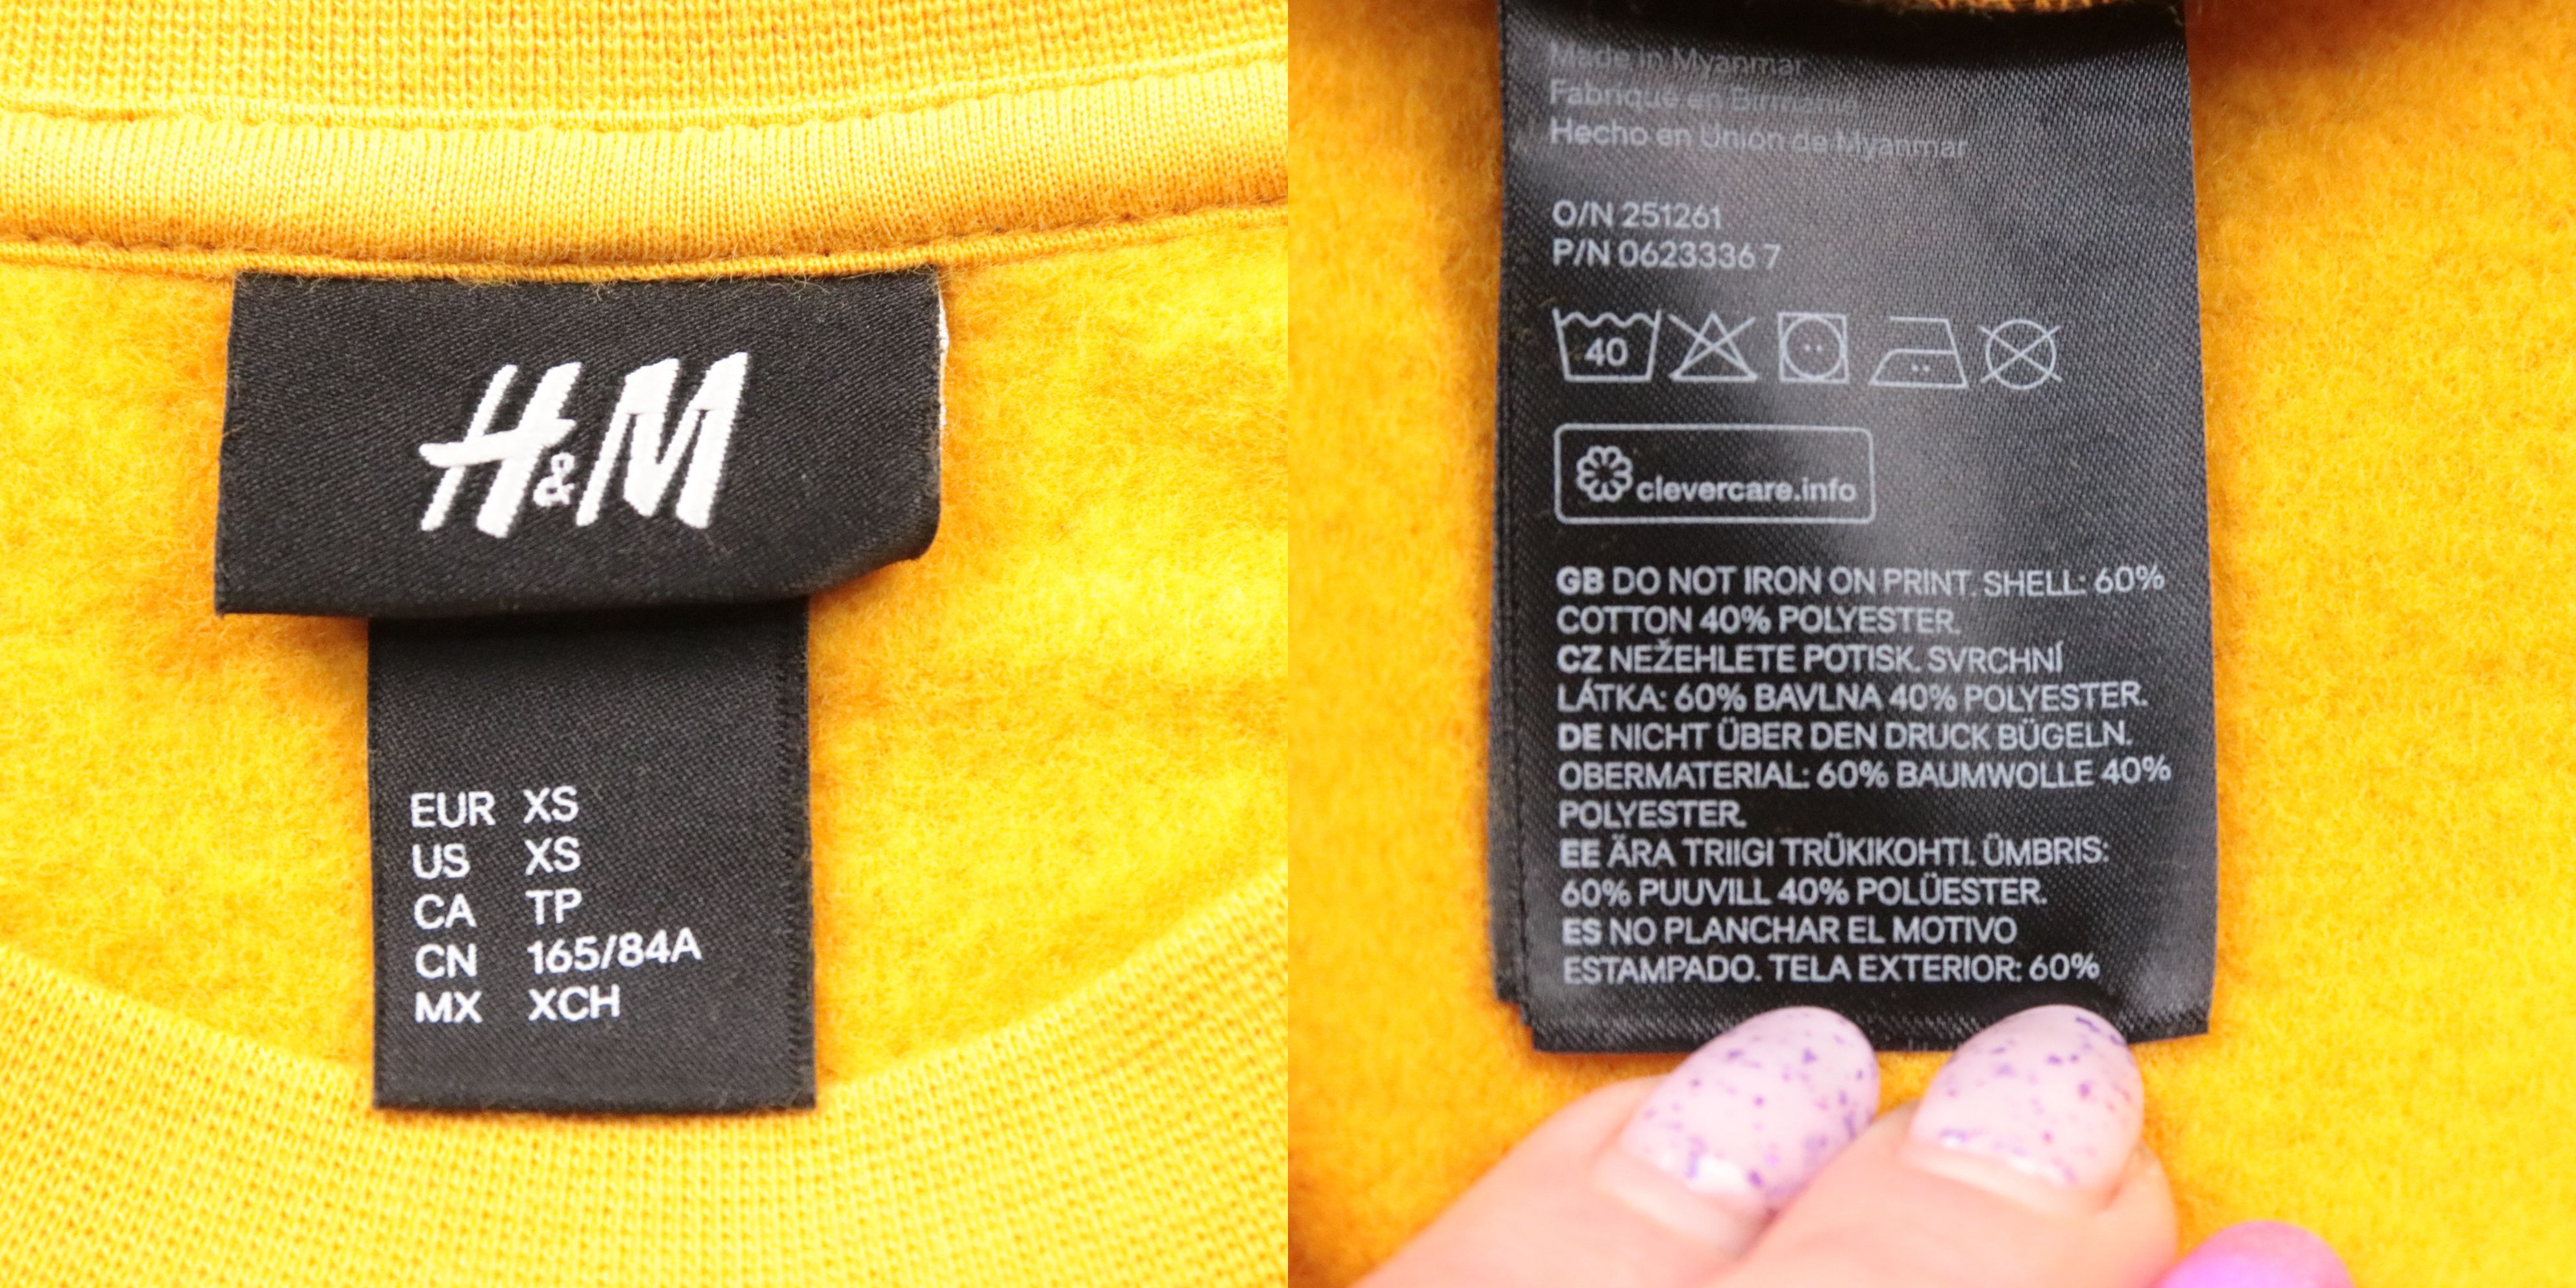 H&M
EUR XS
US XS
CA TP
CN 165/84A
MX XCH
Made in Myanmar
Fabriqué en Birmanie
Hecho en Unión de Myanmar
O/N 251261
P/N 0623336 7
40
clevercare.info
GB DO NOT IRON ON PRINT. SHELL: 60%
COTTON 40% POLYESTER.
CZ NEŽEHLETE POTISK. SVRCHNÍ
LÁTKA: 60% BAVLNA 40% POLYESTER.
DE NICHT ÜBER DEN DRUCK BÜGELN.
OBERMATERIAL: 60% BAUMWOLLE 40%
POLYESTER.
EE ÄRA TRIIGI TRÜKIKOHTI. ÜMBRIS:
60% PUUVILL 40% POLÜESTER.
ES NO PLANCHAR EL MOTIVO
ESTAMPADO. TELA EXTERIOR: 60%